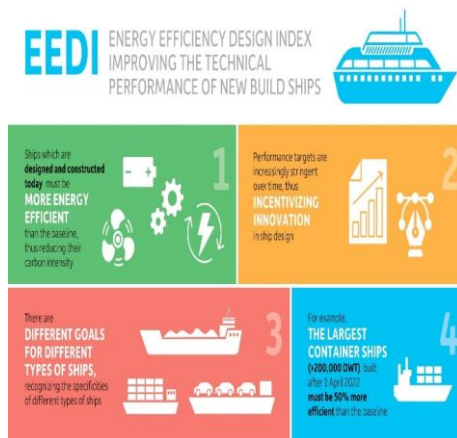 EEDI
ENERGY EFFICIENCY DESIGN INDEX
IMPROVING THE TECHNICAL
PERFORMANCE OF NEW BUILD SHIPS
1
Ships which are
designed and constructed
today must be
MORE ENERGY
EFFICIENT
than the baseline,
thus reducing their
carbon intensity
2
Performance targets are
increasingly stringent
over time, thus
INCENTIVIZING
INNOVATION
in ship design
3
There are
DIFFERENT GOALS
FOR DIFFERENT
TYPES OF SHIPS,
recognizing the specificities
of different types of ships
4
For example,
THE LARGEST
CONTAINER SHIPS
(>200,000 DWT) built
after 1 April 2022
must be 50% more
efficient than the baseline